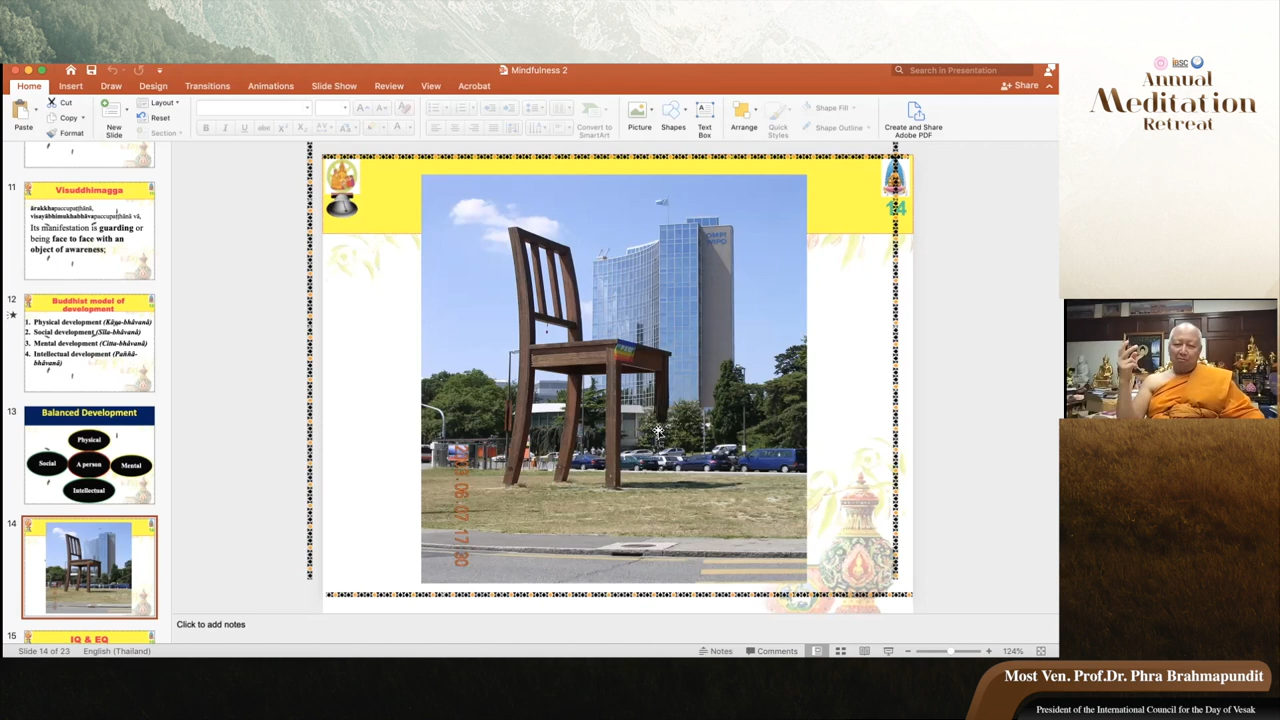 IBSC
Annual
Meditation
Retreat
Mindfulness 2
Search In Presentation
Home
Insert
Draw
Design
Transitions
Animations
Slide Show
Review
View
Acrobat
Share
Paste
Cut
Copy
Format
New
Slide
Layout
Reset
Section
Convert to
SmartArt
Picture
Shapes
Text
Box
Arrange
Quick
Styles
Shape Fill
Shape Outline
Create and Share
Adobe PDF
11
Visuddhimagga
ārakkhapaccupaṭṭhānā,
visayābhimukhabhāvapaccupaṭṭhānā vā,
Its manifestation is guarding or
being face to face with an
object of awareness;
12
Buddhist model of
development
1. Physical development (Kāya-bhāvanā)
2. Social development (Sīla-bhāvanā)
3. Mental development (Citta-bhāvanā)
4. Intellectual development (Paññā-
bhāvanā)
13
Balanced Development
Physical
Social
A person
Mental
Intellectual
14
15
IQ & EQ
14
OMPI
WIPO
Click to add notes
Slide 14 of 23
English (Thailand)
Notes
Comments
124%
Most Ven. Prof.Dr. Phra Brahmapundit
President of the International Council for the Day of Vesak